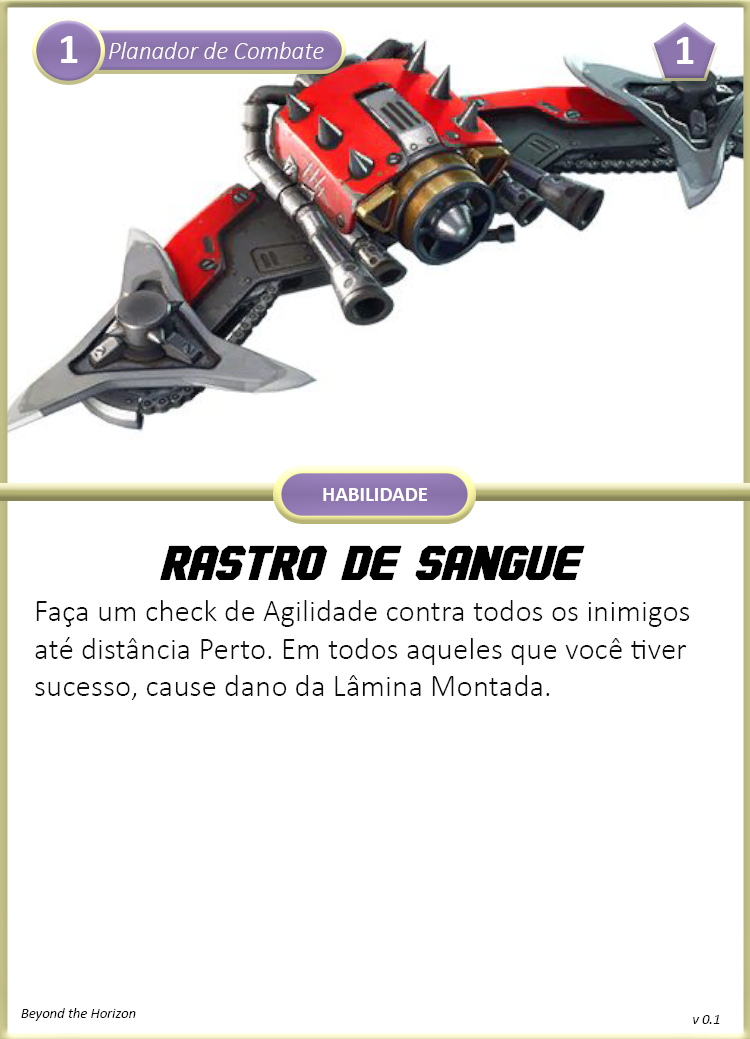 1 Planador de Combate 1
HABILIDADE
RASTRO DE SANGUE
Faça um check de Agilidade contra todos os inimigos
até distância Perto. Em todos aqueles que você tiver
sucesso, cause dano da Lâmina Montada.
Beyond the Horizon
v 0.1